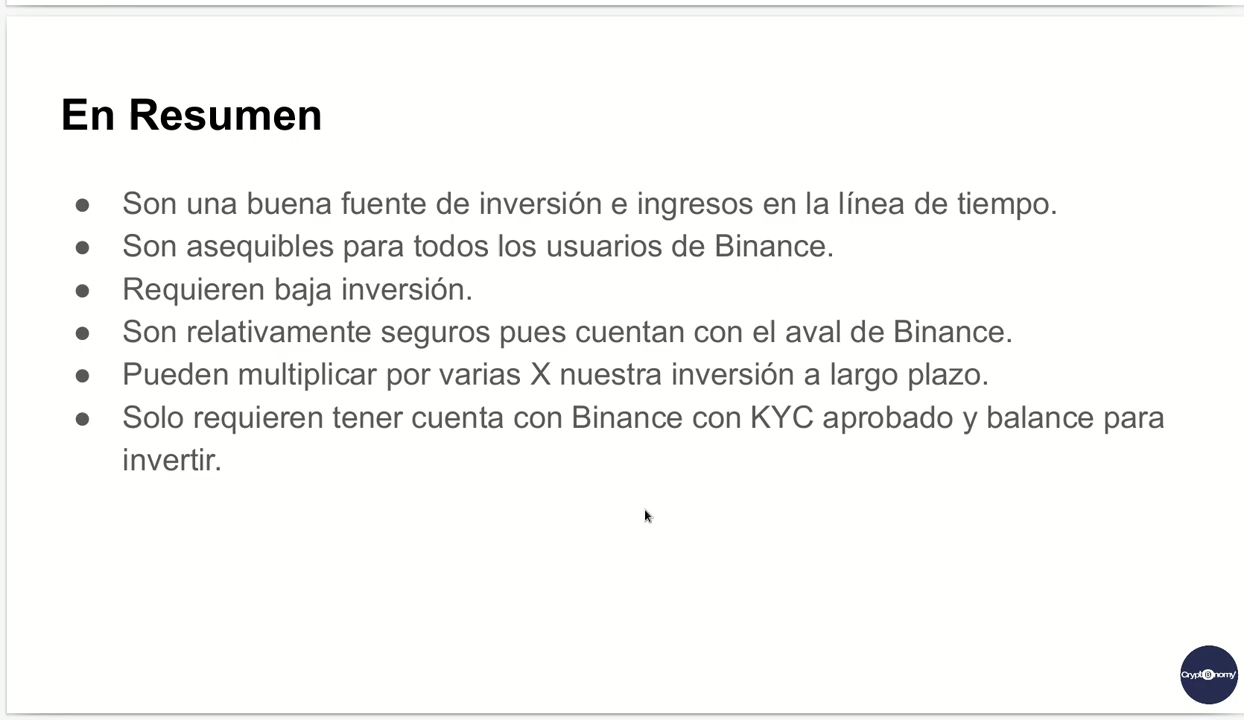 En Resumen
● Son una buena fuente de inversión e ingresos en la línea de tiempo.
● Son asequibles para todos los usuarios de Binance.
● Requieren baja inversión.
● Son relativamente seguros pues cuentan con el aval de Binance.
● Pueden multiplicar por varias X nuestra inversión a largo plazo.
● Solo requieren tener cuenta con Binance con KYC aprobado y balance para
invertir.
Cryptonomy